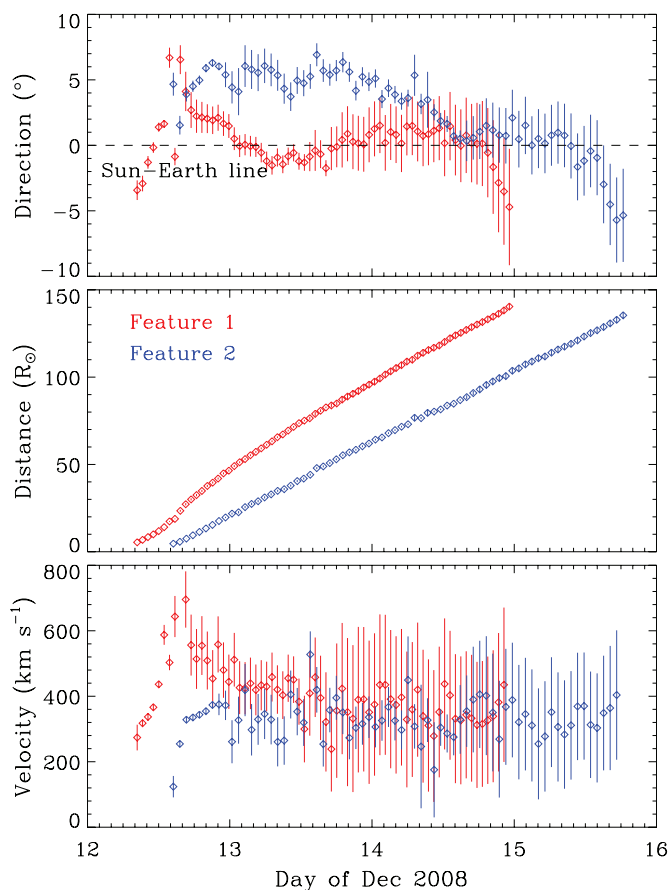 10
5
0
−5
−10
Direction (°)
Sun−Earth line
150
100
50
0
Distance (R☉)
Feature 1
Feature 2
800
600
400
200
0
Velocity (km s⁻¹)
12 13 14 15 16
Day of Dec 2008